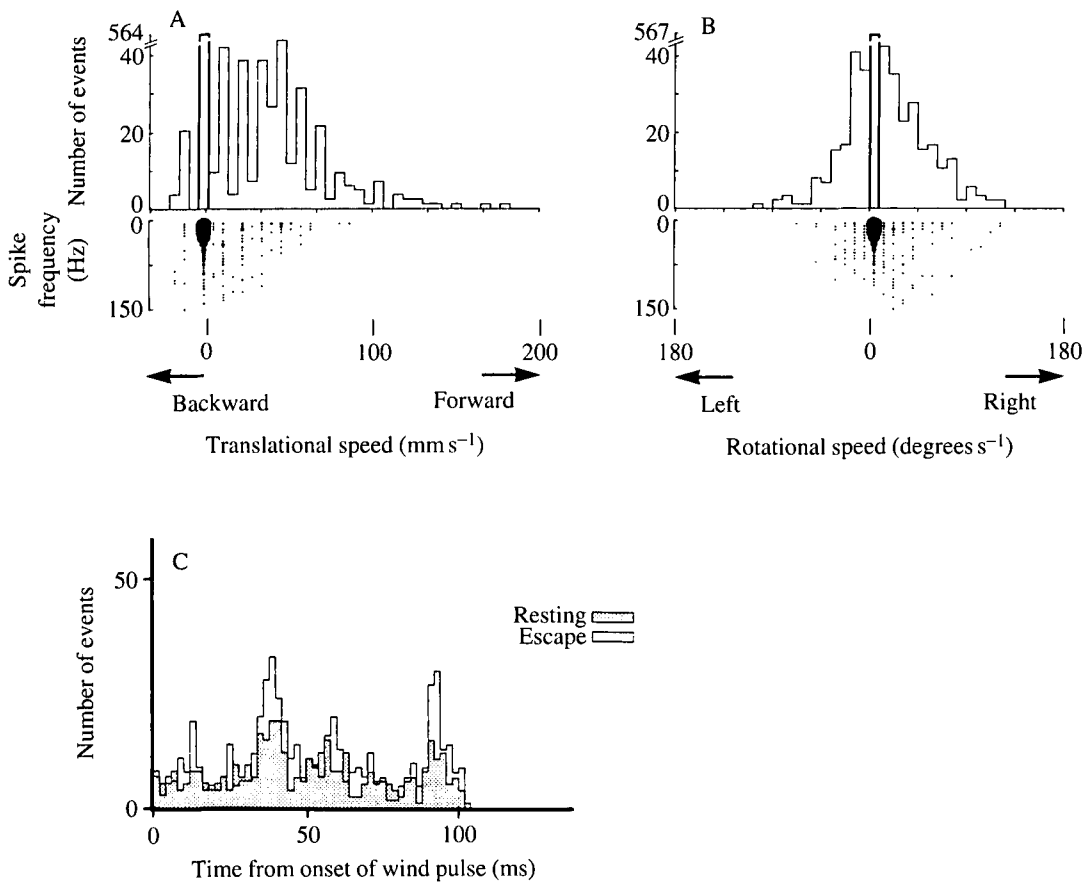 A
564
40
20
0
Number of events
0
150
Spike
frequency
(Hz)
0
100
200
Backward
Forward
Translational speed (mm s⁻¹)
B
567
40
20
0
0
150
180
0
180
Left
Right
Rotational speed (degrees s⁻¹)
C
50
0
Number of events
Resting
Escape
0
50
100
Time from onset of wind pulse (ms)